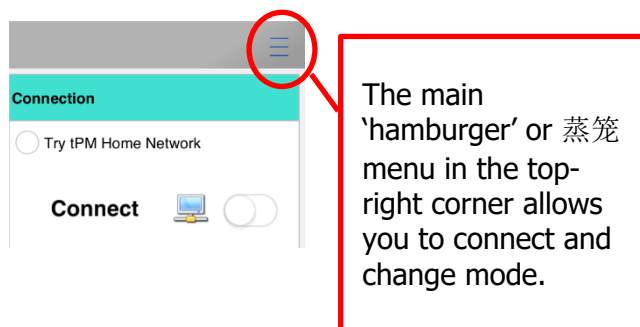 Connection
Try tPM Home Network
Connect
The main
‘hamburger’ or 蒸笼
menu in the top-
right corner allows
you to connect and
change mode.